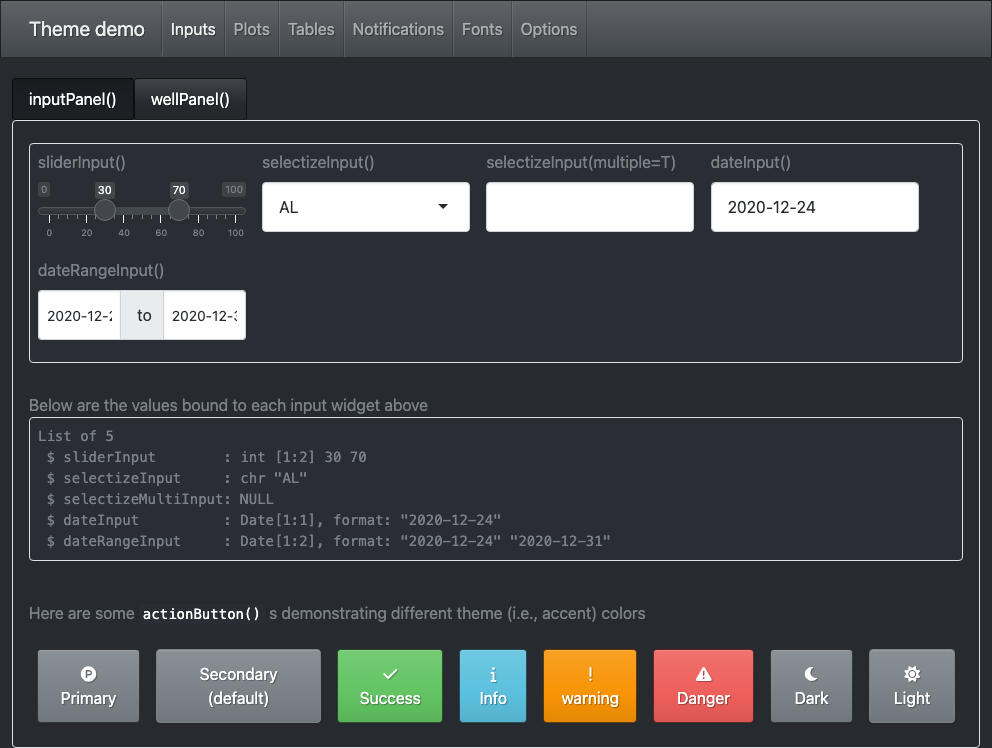 Theme demo Inputs Plots Tables Notifications Fonts Options
inputPanel() wellPanel()
sliderInput() selectizeInput() selectizeInput(multiple=T) dateInput()
0 30 70 100
AL 2020-12-24
0 20 40 60 80 100
dateRangeInput()
2020-12-2 to 2020-12-3
Below are the values bound to each input widget above
List of 5
$ sliderInput : int [1:2] 30 70
$ selectizeInput : chr "AL"
$ selectizeMultiInput: NULL
$ dateInput : Date[1:1], format: "2020-12-24"
$ dateRangeInput : Date[1:2], format: "2020-12-24" "2020-12-31"
Here are some actionButton() s demonstrating different theme (i.e., accent) colors
P
Primary
Secondary
(default)
Success
i
Info
!
warning
Danger
Dark
Light